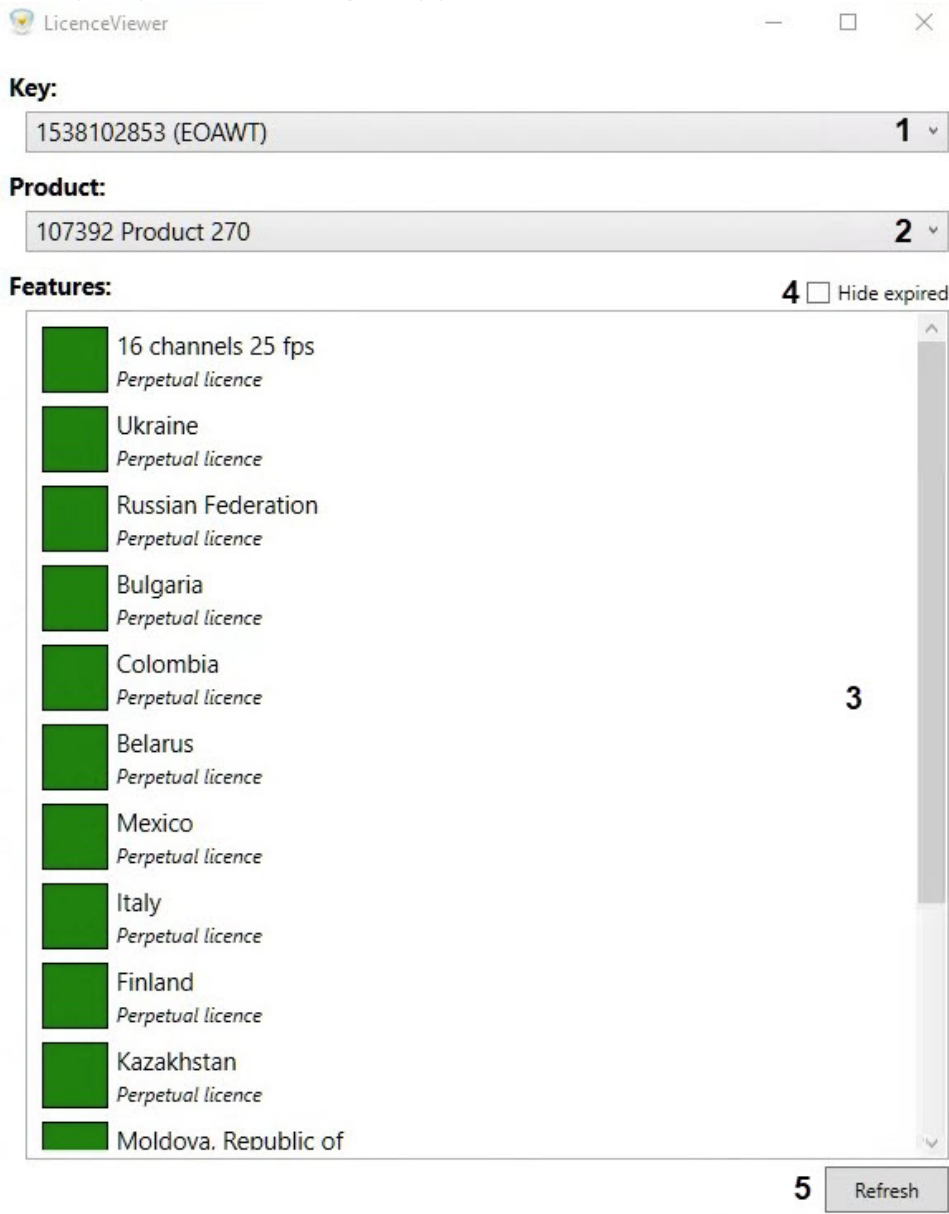 LicenceViewer
Key:
1538102853 (EOAWT) 1
Product:
107392 Product 270 2
Features:
4 Hide expired
16 channels 25 fps
Perpetual licence
Ukraine
Perpetual licence
Russian Federation
Perpetual licence
Bulgaria
Perpetual licence
Colombia
Perpetual licence
3
Belarus
Perpetual licence
Mexico
Perpetual licence
Italy
Perpetual licence
Finland
Perpetual licence
Kazakhstan
Perpetual licence
Moldova, Republic of
5 Refresh